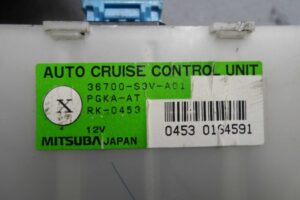 AUTO CRUISE CONTROL UNIT
X
36700-S3V-A01
PGKA-AT
RK-0453
12V
MITSUBA JAPAN
0453 0164591